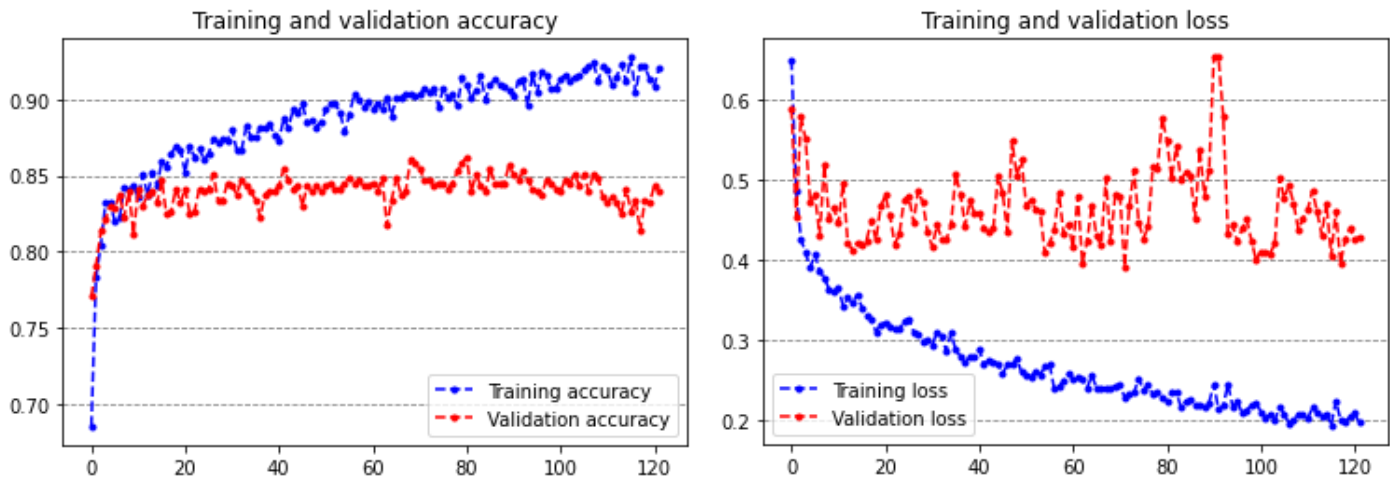 Training and validation accuracy
0.90
0.85
0.80
0.75
0.70
Training accuracy
Validation accuracy
0 20 40 60 80 100 120
Training and validation loss
0.6
0.5
0.4
0.3
0.2
Training loss
Validation loss
0 20 40 60 80 100 120